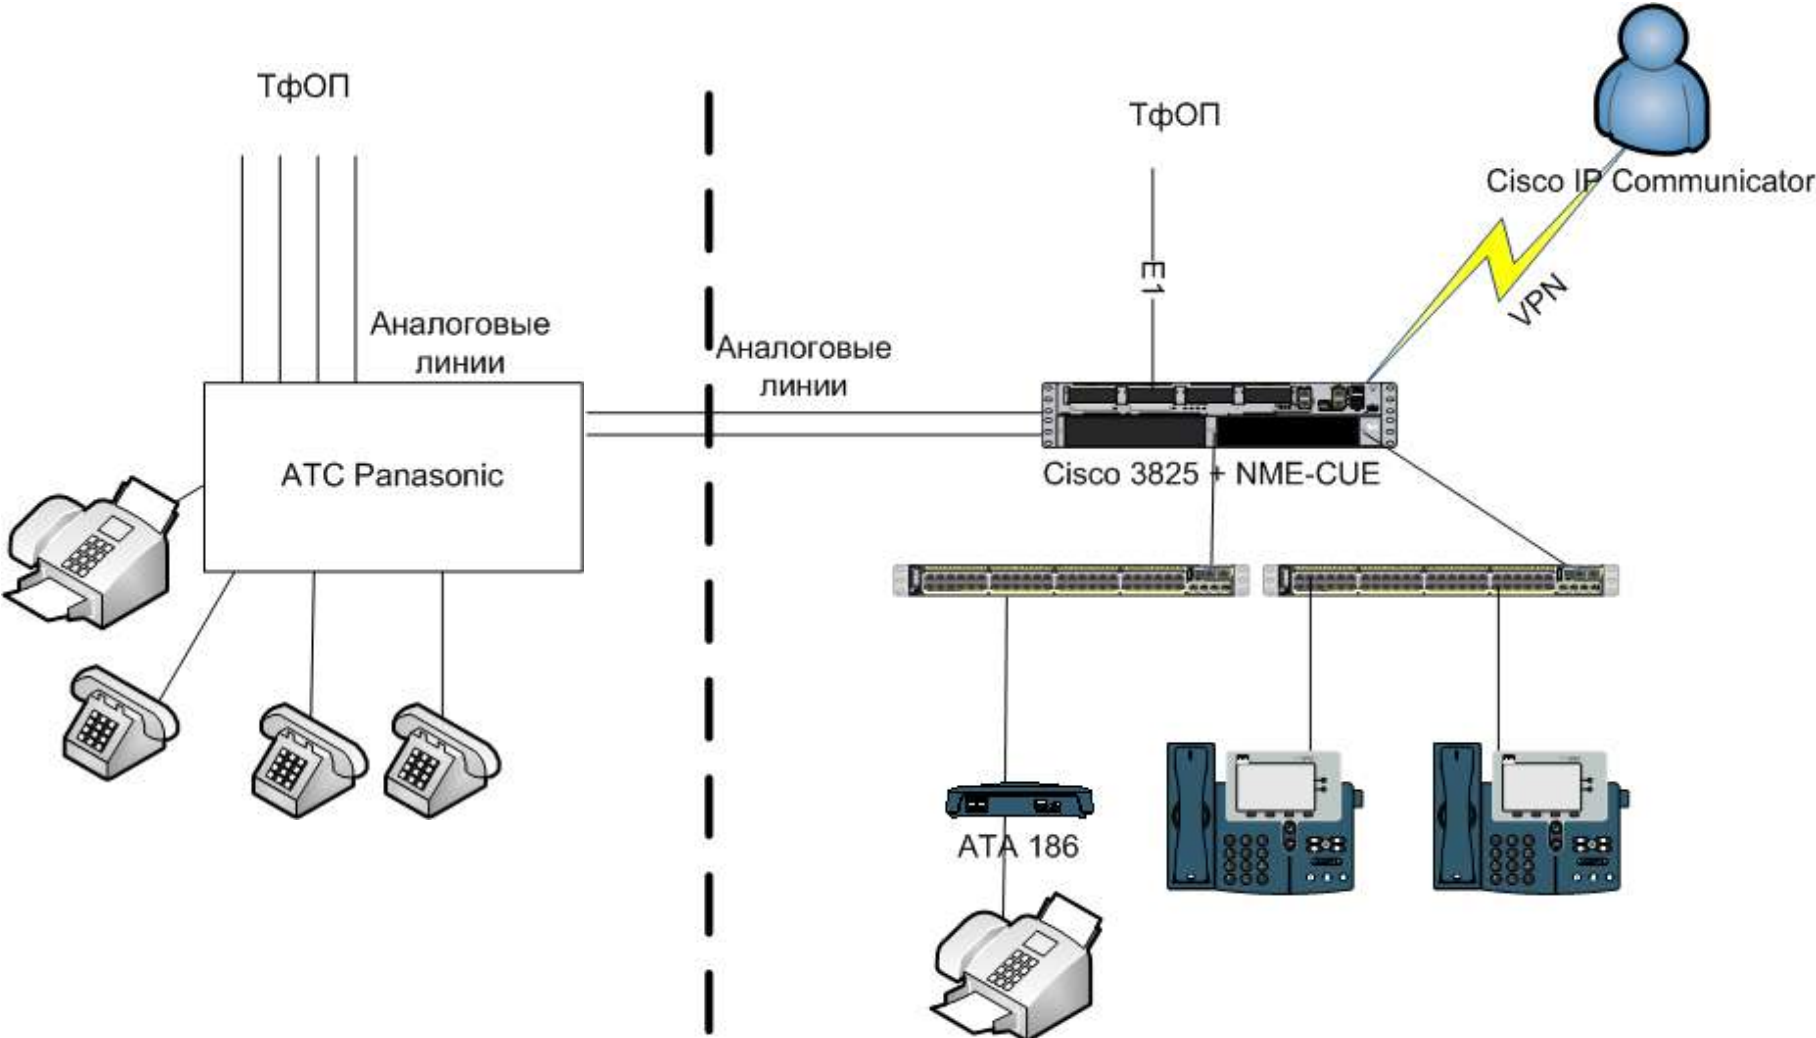 ТфОП
ТфОП
Cisco IP Communicator
E1
VPN
Аналоговые
линии
Аналоговые
линии
АТС Panasonic
Cisco 3825 + NME-CUE
ATA 186